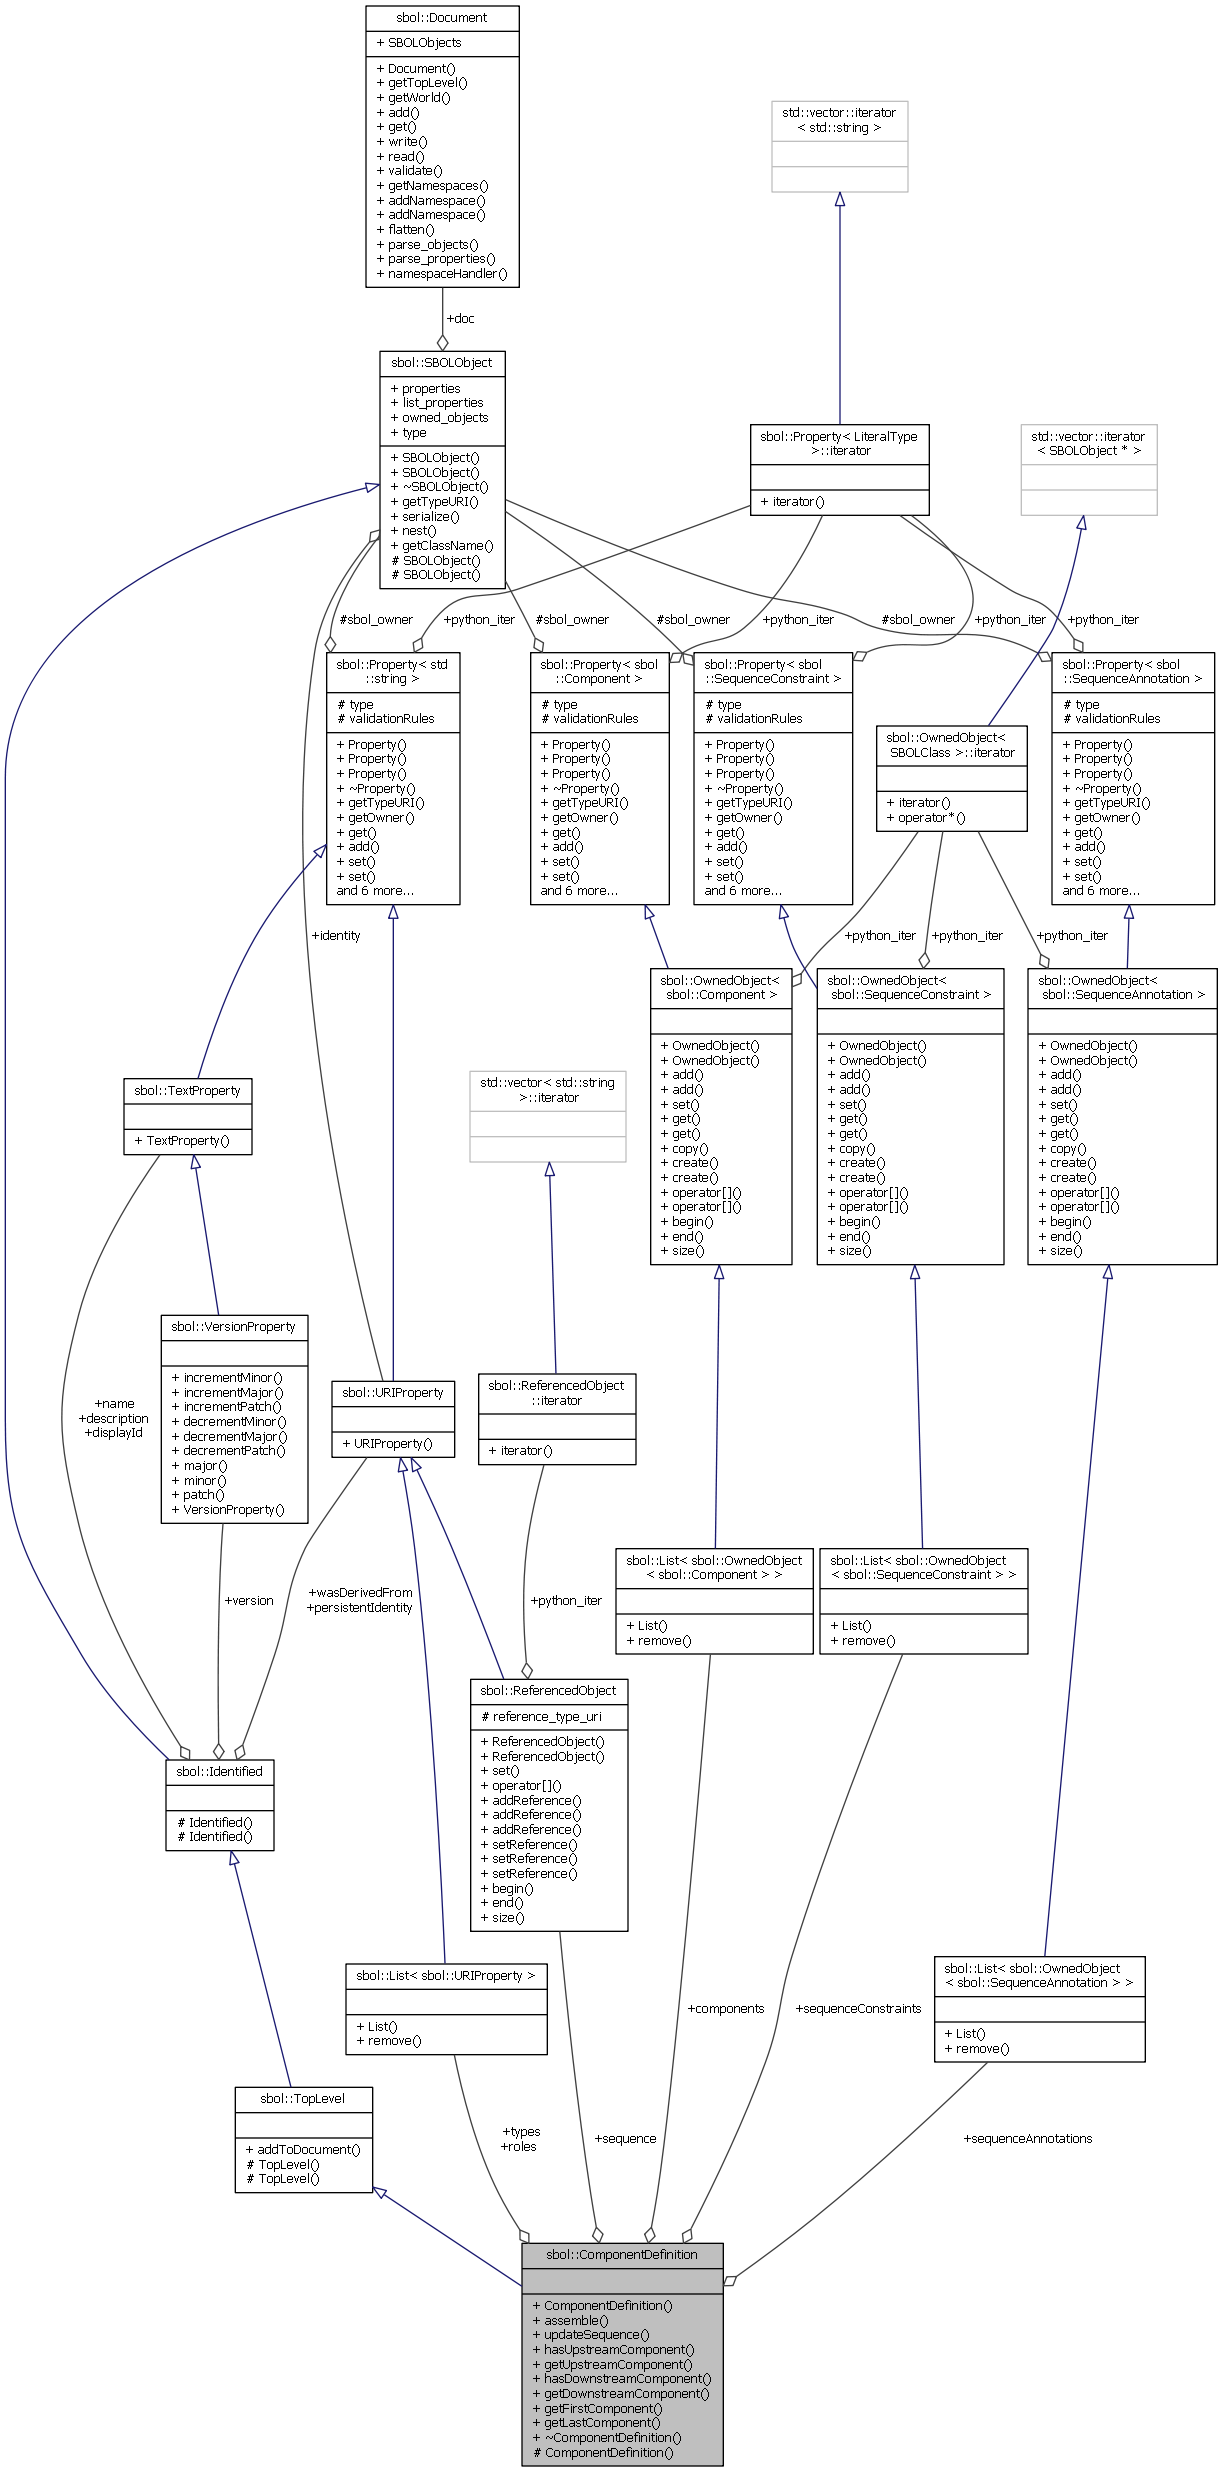 sbol::Document
+ SBOLObjects
+ Document()
+ getTopLevel()
+ getWorld()
+ add()
+ get()
+ write()
+ read()
+ validate()
+ getNamespaces()
+ addNamespace()
+ addNamespace()
+ flatten()
+ parse_objects()
+ parse_properties()
+ namespaceHandler()
std::vector::iterator
< std::string >
+doc
sbol::SBOLObject
+ properties
+ list_properties
+ owned_objects
+ type
+ SBOLObject()
+ SBOLObject()
+ ~SBOLObject()
+ getTypeURI()
+ serialize()
+ nest()
+ getClassName()
# SBOLObject()
# SBOLObject()
sbol::Property< LiteralType
>::iterator
+ iterator()
std::vector::iterator
< SBOLObject * >
#sbol_owner
+python_iter
#sbol_owner
#sbol_owner
+python_iter
#sbol_owner
+python_iter
+python_iter
sbol::Property< std
::string >
# type
# validationRules
+ Property()
+ Property()
+ Property()
+ ~Property()
+ getTypeURI()
+ getOwner()
+ get()
+ add()
+ set()
+ set()
and 6 more...
sbol::Property< sbol
::Component >
# type
# validationRules
+ Property()
+ Property()
+ Property()
+ ~Property()
+ getTypeURI()
+ getOwner()
+ get()
+ add()
+ set()
+ set()
and 6 more...
sbol::Property< sbol
::SequenceConstraint >
# type
# validationRules
+ Property()
+ Property()
+ Property()
+ ~Property()
+ getTypeURI()
+ getOwner()
+ get()
+ add()
+ set()
+ set()
and 6 more...
sbol::OwnedObject<
SBOLClass >::iterator
+ iterator()
+ operator*()
sbol::Property< sbol
::SequenceAnnotation >
# type
# validationRules
+ Property()
+ Property()
+ Property()
+ ~Property()
+ getTypeURI()
+ getOwner()
+ get()
+ add()
+ set()
+ set()
and 6 more...
+identity
+python_iter
+python_iter
+python_iter
sbol::OwnedObject<
sbol::Component >
+ OwnedObject()
+ OwnedObject()
+ add()
+ add()
+ set()
+ get()
+ get()
+ copy()
+ create()
+ create()
+ operator[]()
+ operator[]()
+ begin()
+ end()
+ size()
sbol::OwnedObject<
sbol::SequenceConstraint >
+ OwnedObject()
+ OwnedObject()
+ add()
+ add()
+ set()
+ get()
+ get()
+ copy()
+ create()
+ create()
+ operator[]()
+ operator[]()
+ begin()
+ end()
+ size()
sbol::OwnedObject<
sbol::SequenceAnnotation >
+ OwnedObject()
+ OwnedObject()
+ add()
+ add()
+ set()
+ get()
+ get()
+ copy()
+ create()
+ create()
+ operator[]()
+ operator[]()
+ begin()
+ end()
+ size()
sbol::TextProperty
+ TextProperty()
std::vector< std::string
>::iterator
sbol::VersionProperty
+ incrementMinor()
+ incrementMajor()
+ incrementPatch()
+ decrementMinor()
+ decrementMajor()
+ decrementPatch()
+ major()
+ minor()
+ patch()
+ VersionProperty()
+name
+description
+displayId
sbol::URIProperty
+ URIProperty()
sbol::ReferencedObject
::iterator
+ iterator()
sbol::List< sbol::OwnedObject
< sbol::Component > >
+ List()
+ remove()
sbol::List< sbol::OwnedObject
< sbol::SequenceConstraint > >
+ List()
+ remove()
+version
+wasDerivedFrom
+persistentIdentity
+python_iter
sbol::ReferencedObject
# reference_type_uri
+ ReferencedObject()
+ ReferencedObject()
+ set()
+ operator[]()
+ addReference()
+ addReference()
+ addReference()
+ setReference()
+ setReference()
+ setReference()
+ begin()
+ end()
+ size()
sbol::Identified
# Identified()
# Identified()
sbol::List< sbol::URIProperty >
+ List()
+ remove()
+components
+sequenceConstraints
sbol::List< sbol::OwnedObject
< sbol::SequenceAnnotation > >
+ List()
+ remove()
sbol::TopLevel
+ addToDocument()
# TopLevel()
# TopLevel()
+types
+roles
+sequence
+sequenceAnnotations
sbol::ComponentDefinition
+ ComponentDefinition()
+ assemble()
+ updateSequence()
+ hasUpstreamComponent()
+ getUpstreamComponent()
+ hasDownstreamComponent()
+ getDownstreamComponent()
+ getFirstComponent()
+ getLastComponent()
+ ~ComponentDefinition()
# ComponentDefinition()